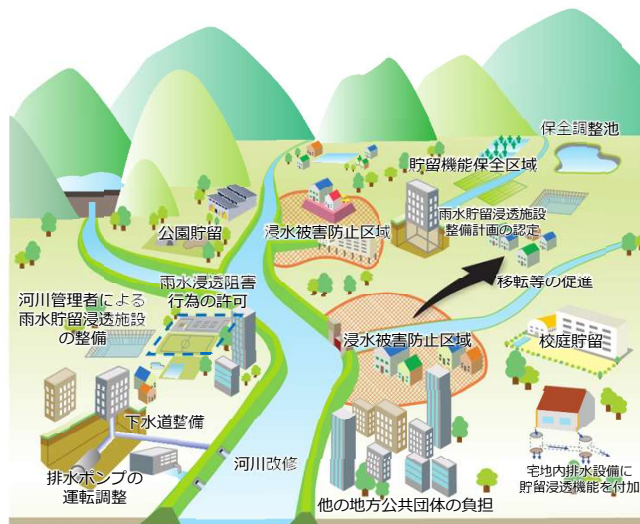 保全調整池
貯留機能保全区域
雨水貯留浸透施設
整備計画の認定
公園貯留
浸水被害防止区域
移転等の促進
雨水浸透阻害
行為の許可
河川管理者による
雨水貯留浸透施設
の整備
浸水被害防止区域
校庭貯留
下水道整備
河川改修
排水ポンプの
運転調整
他の地方公共団体の負担
宅地内排水設備に
貯留浸透機能を付加